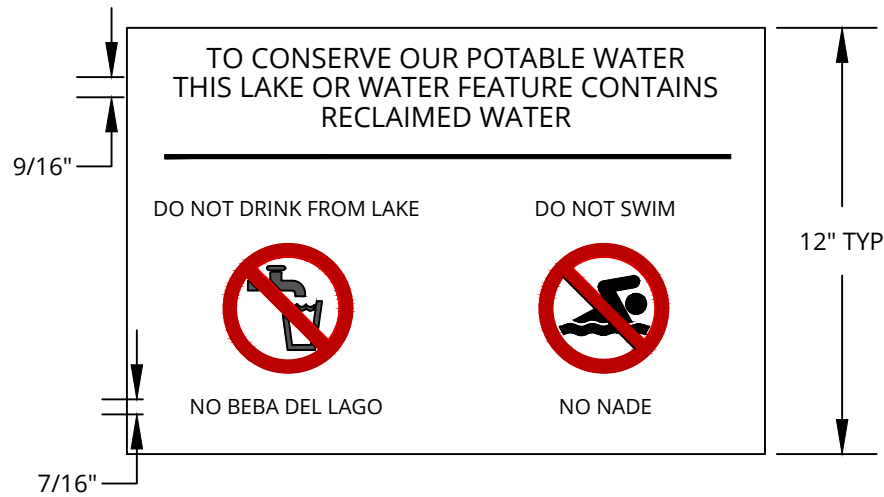 TO CONSERVE OUR POTABLE WATER
THIS LAKE OR WATER FEATURE CONTAINS
RECLAIMED WATER
9/16"
DO NOT DRINK FROM LAKE
DO NOT SWIM
12" TYP
NO BEBA DEL LAGO
NO NADE
7/16"